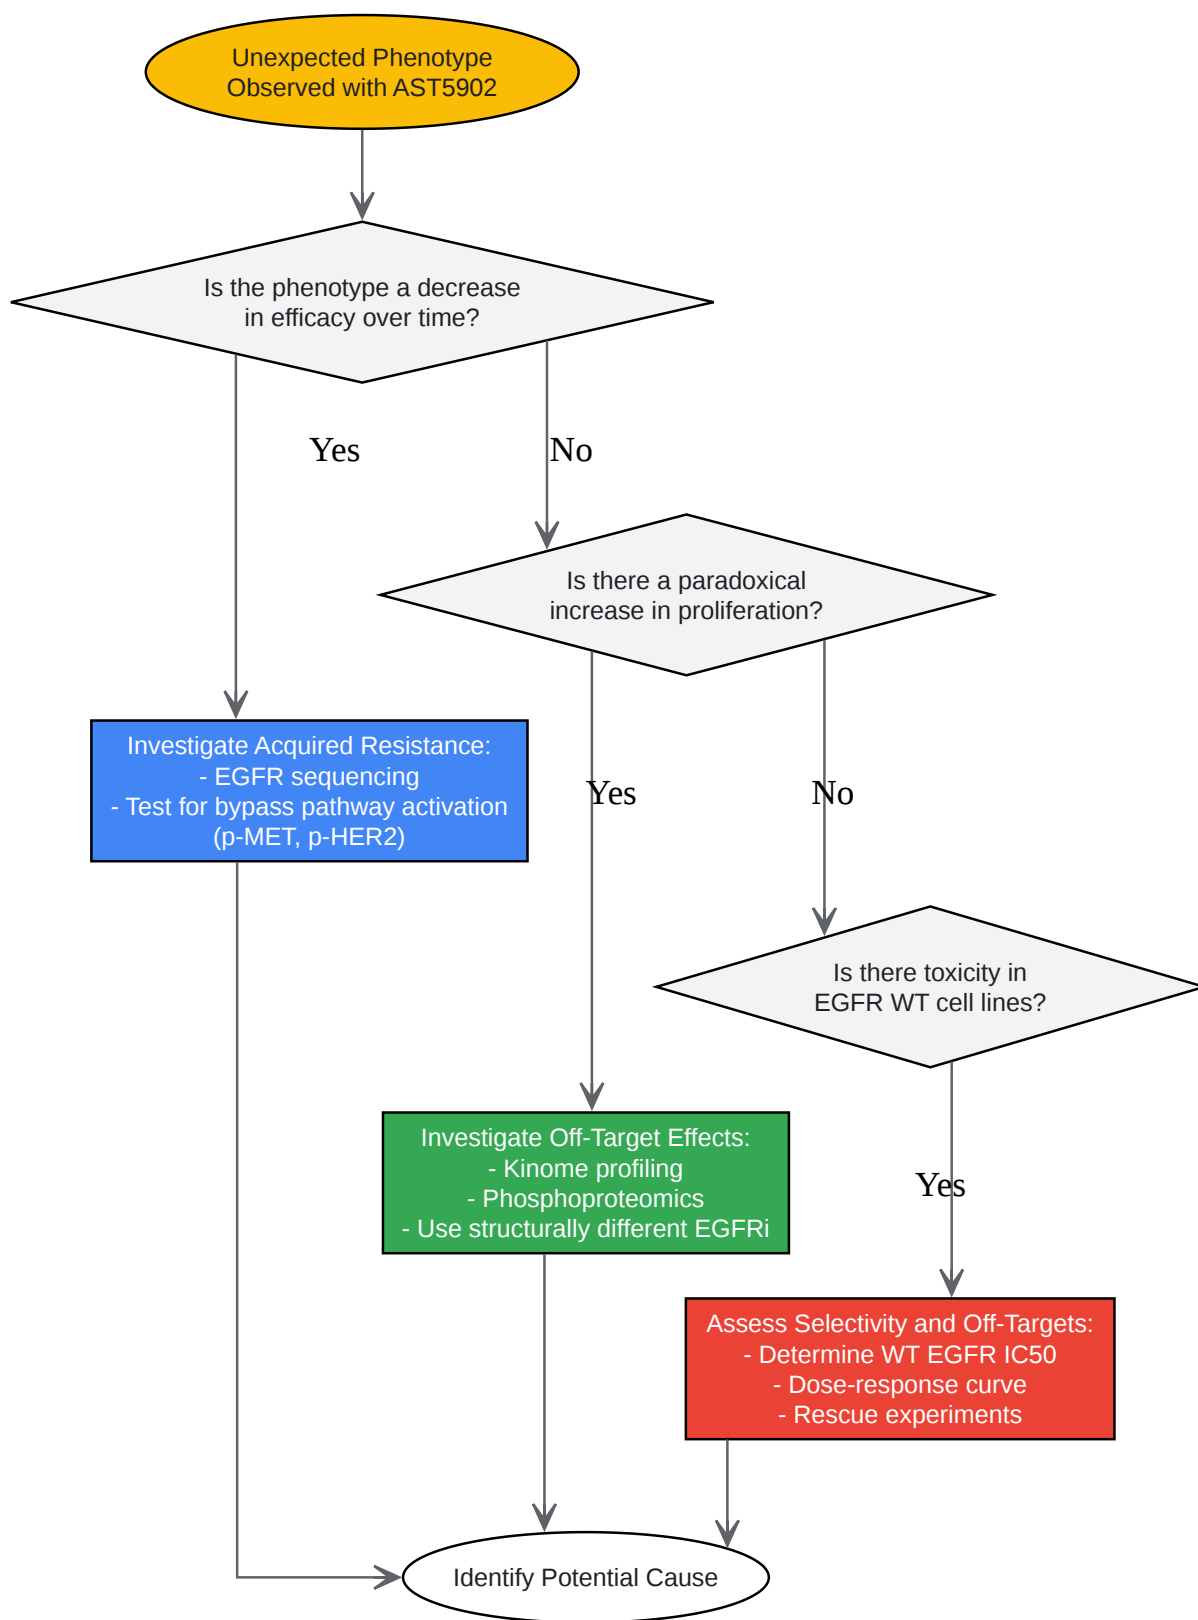 Unexpected Phenotype
Observed with AST5902
Is the phenotype a decrease
in efficacy over time?
Yes
No
Is there a paradoxical
increase in proliferation?
Investigate Acquired Resistance:
- EGFR sequencing
- Test for bypass pathway activation
(p-MET, p-HER2)
Yes
No
Is there toxicity in
EGFR WT cell lines?
Investigate Off-Target Effects:
- Kinome profiling
- Phosphoproteomics
- Use structurally different EGFRi
Yes
Assess Selectivity and Off-Targets:
- Determine WT EGFR IC50
- Dose-response curve
- Rescue experiments
Identify Potential Cause